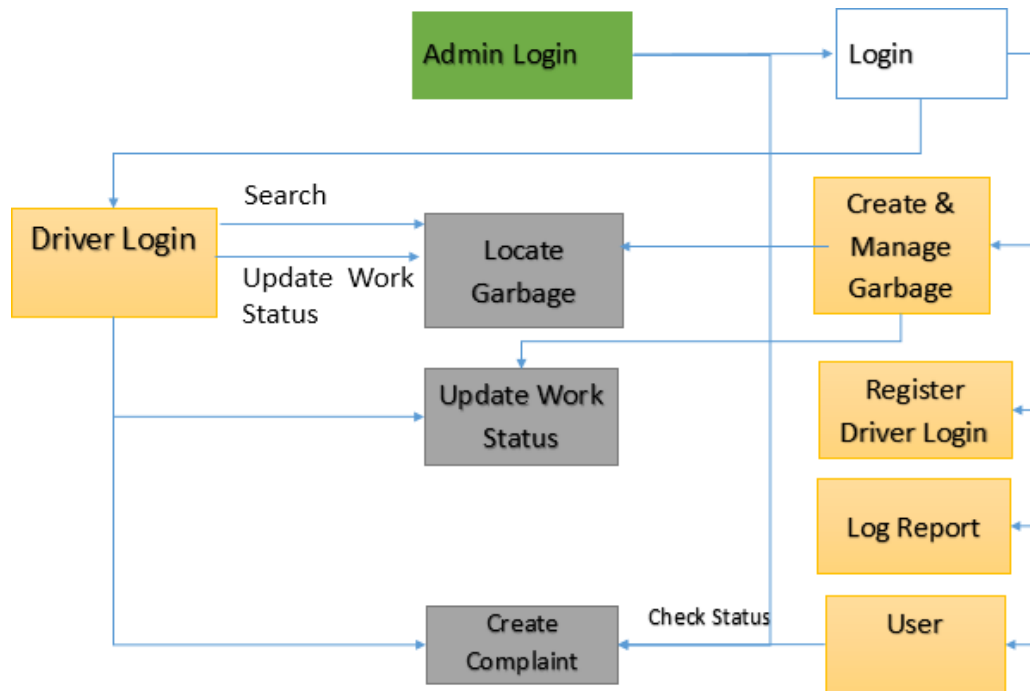 Admin Login
Login
Search
Driver Login
Update Work
Status
Locate
Garbage
Create &
Manage
Garbage
Update Work
Status
Register
Driver Login
Log Report
Create
Complaint
Check Status
User